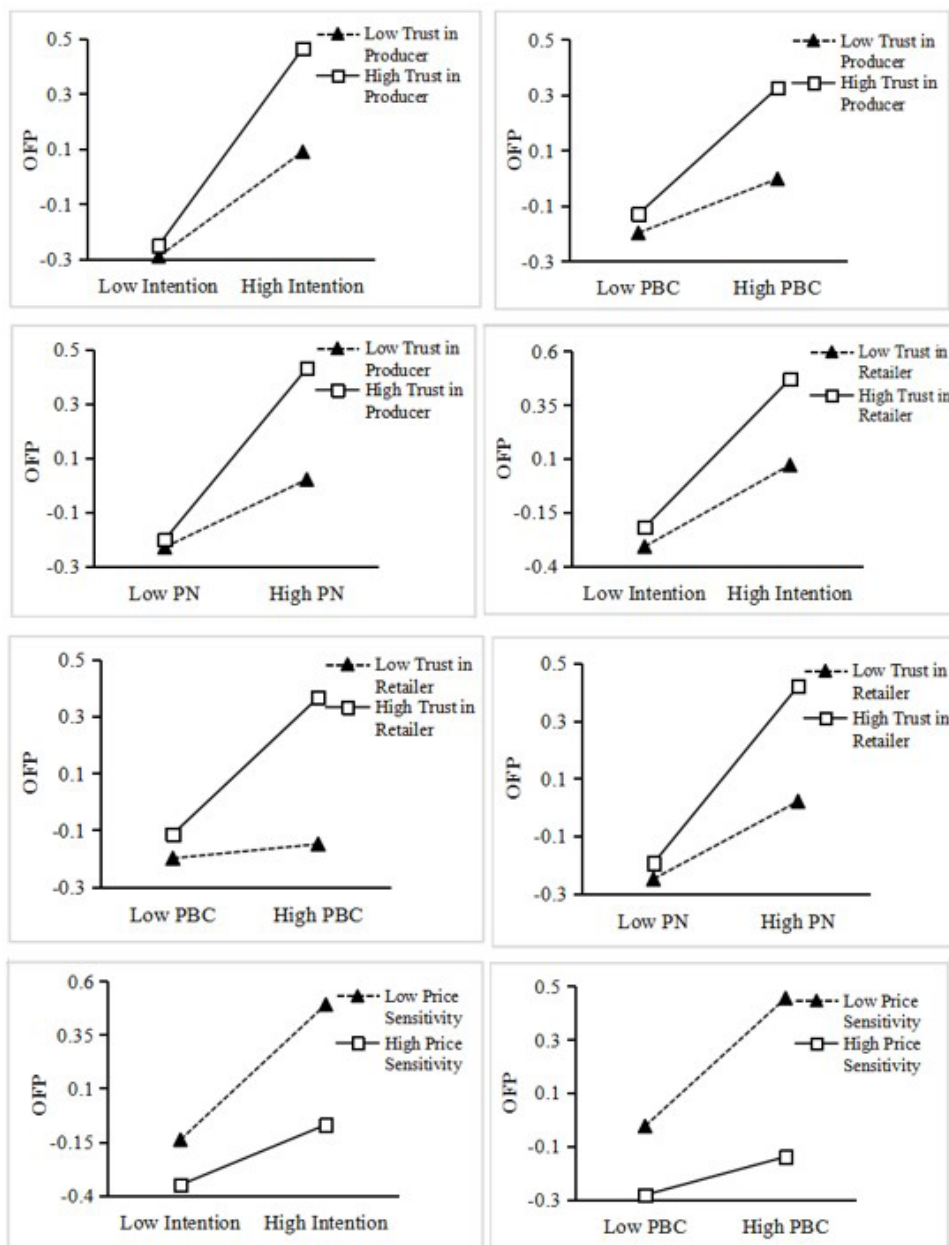 0.5
0.3
0.1
-0.1
-0.3
OFP
Low Intention
High Intention
Low Trust in
Producer
High Trust in
Producer
0.5
0.3
0.1
-0.1
-0.3
OFP
Low PBC
High PBC
Low Trust in
Producer
High Trust in
Producer
0.5
0.3
0.1
-0.1
-0.3
OFP
Low PN
High PN
Low Trust in
Producer
High Trust in
Producer
0.6
0.35
0.1
-0.15
-0.4
OFP
Low Intention
High Intention
Low Trust in
Retailer
High Trust in
Retailer
0.5
0.3
0.1
-0.1
-0.3
OFP
Low PBC
High PBC
Low Trust in
Retailer
High Trust in
Retailer
0.5
0.3
0.1
-0.1
-0.3
OFP
Low PN
High PN
Low Trust in
Retailer
High Trust in
Retailer
0.6
0.35
0.1
-0.15
-0.4
OFP
Low Intention
High Intention
Low Price
Sensitivity
High Price
Sensitivity
0.5
0.3
0.1
-0.1
-0.3
OFP
Low PBC
High PBC
Low Price
Sensitivity
High Price
Sensitivity